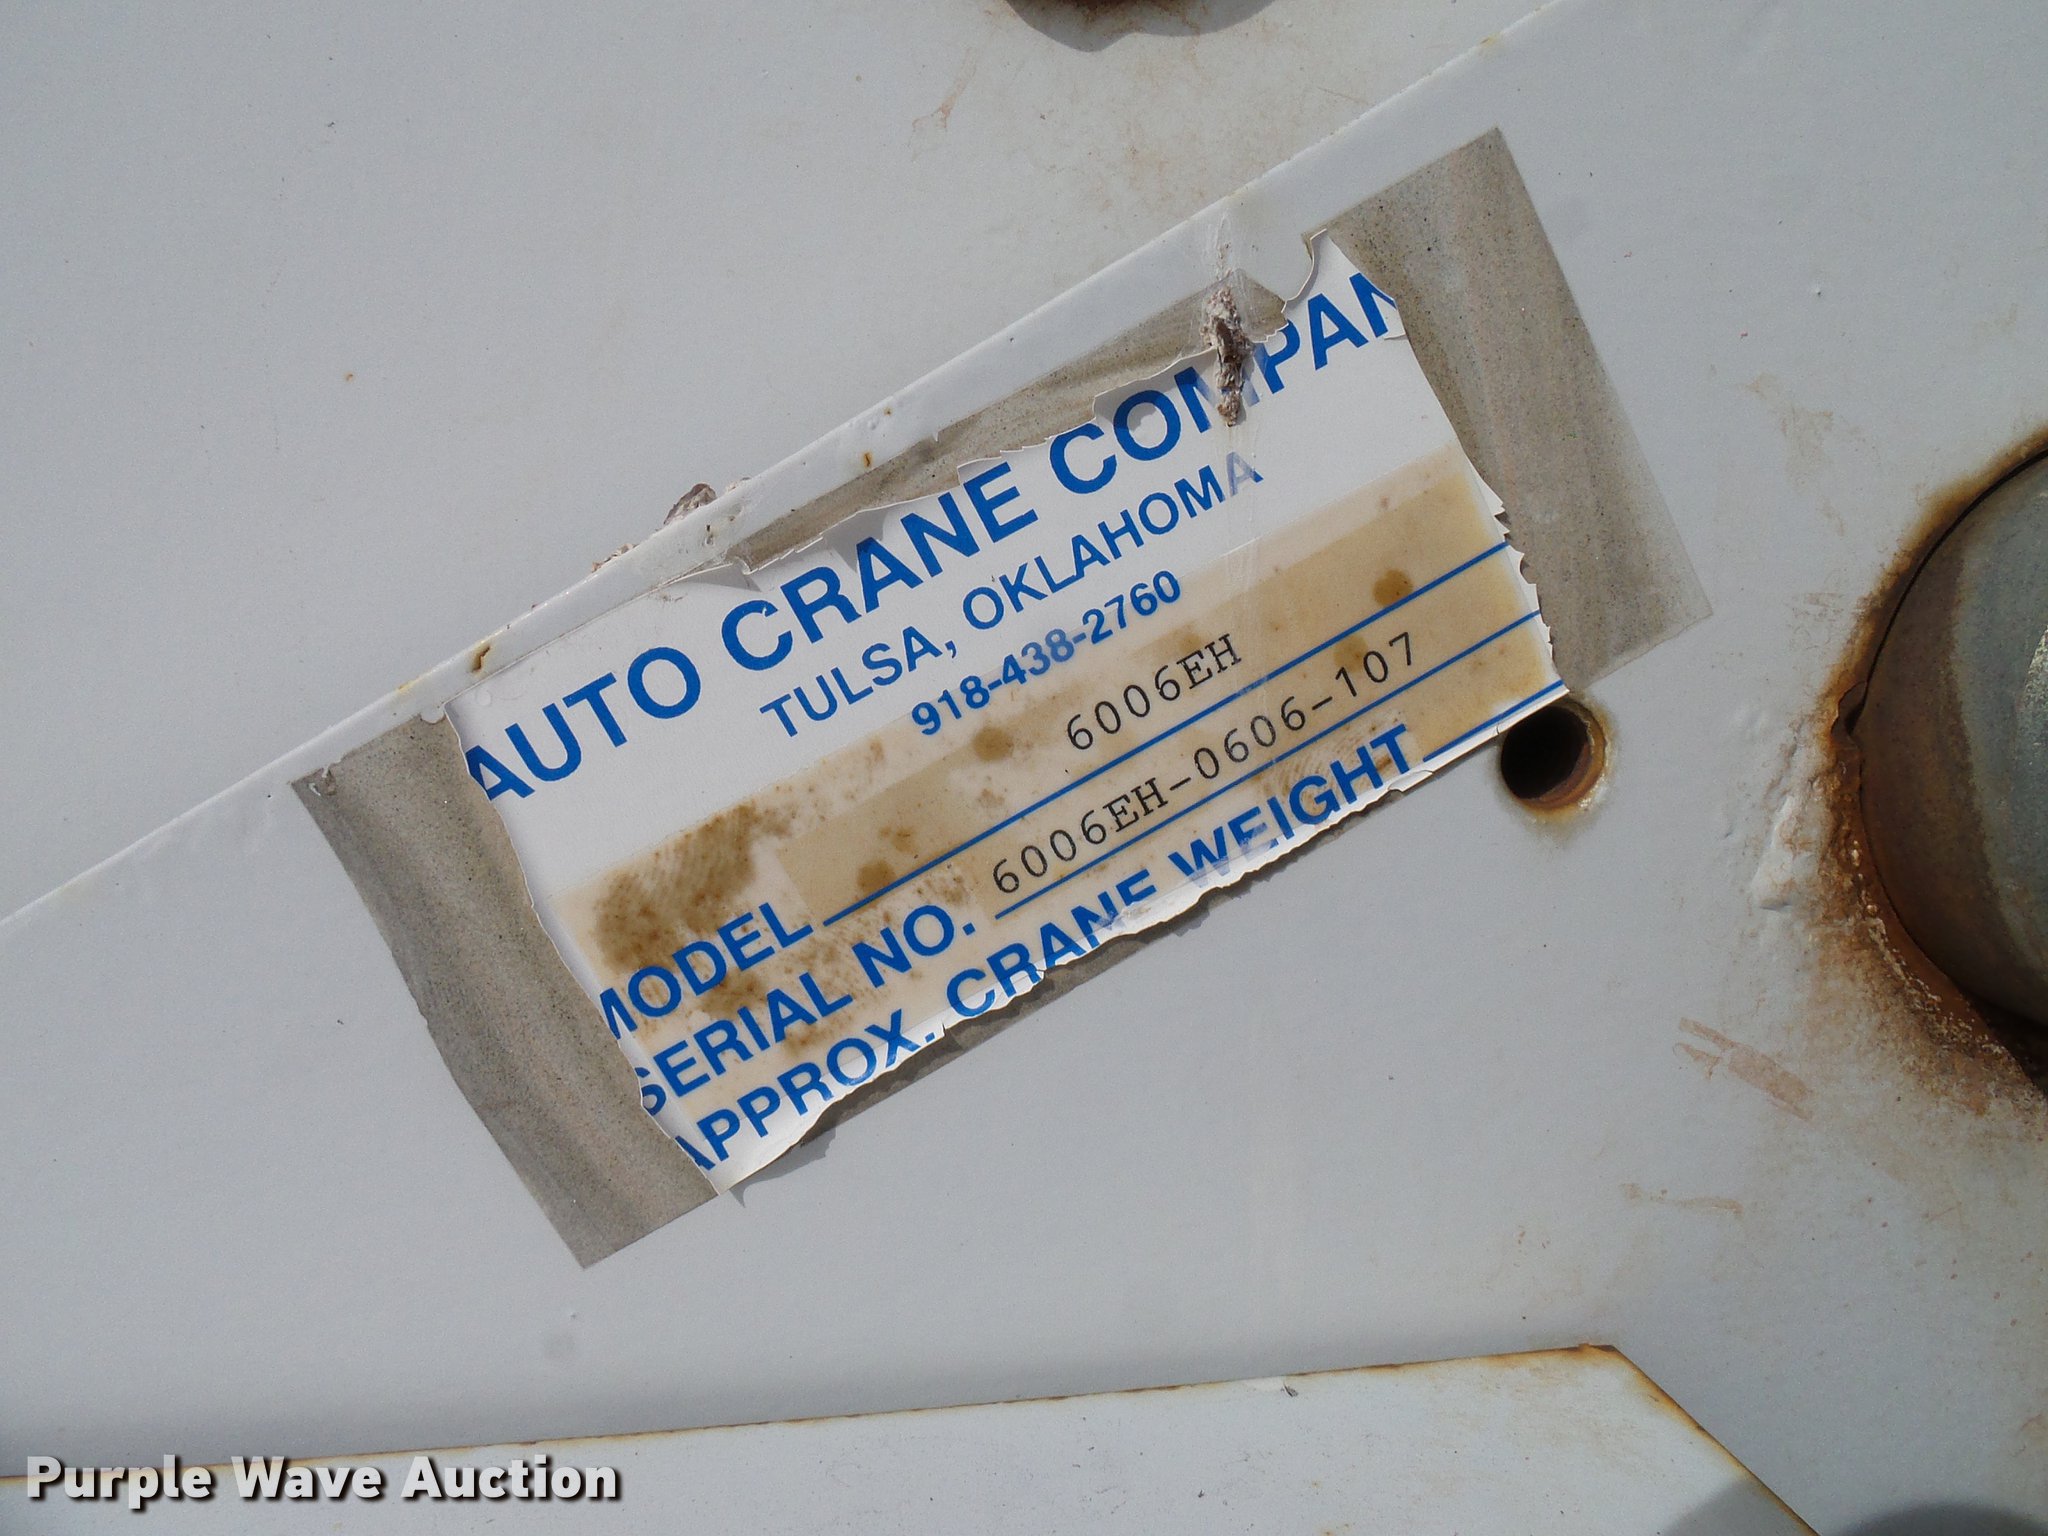 AUTO CRANE COMPAN
TULSA, OKLAHOMA
918-438-2760
MODEL 6006EH
SERIAL NO. 6006EH-0606-107
APPROX. CRANE WEIGHT
Purple Wave Auction